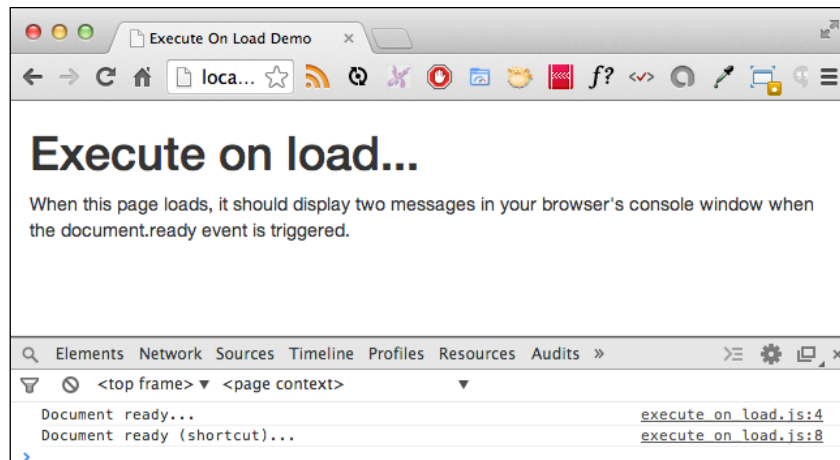 Execute On Load Demo ×
loca... f?
Execute on load...
When this page loads, it should display two messages in your browser's console window when
the document.ready event is triggered.
Elements Network Sources Timeline Profiles Resources Audits »
<top frame> ▼ <page context> ▼
Document ready... execute_on_load.js:4
Document ready (shortcut)... execute_on_load.js:8